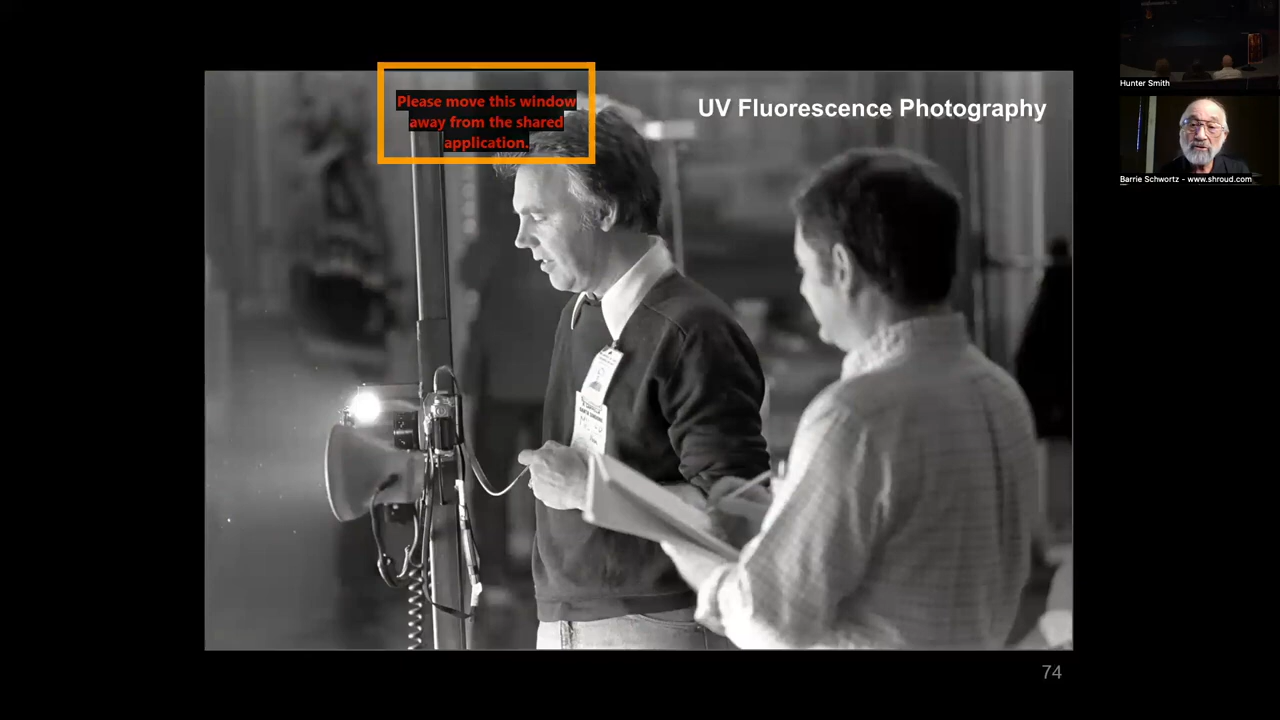 Please move this window
away from the shared
application.
UV Fluorescence Photography
Hunter Smith
Barrie Schwortz - www.shroud.com
74